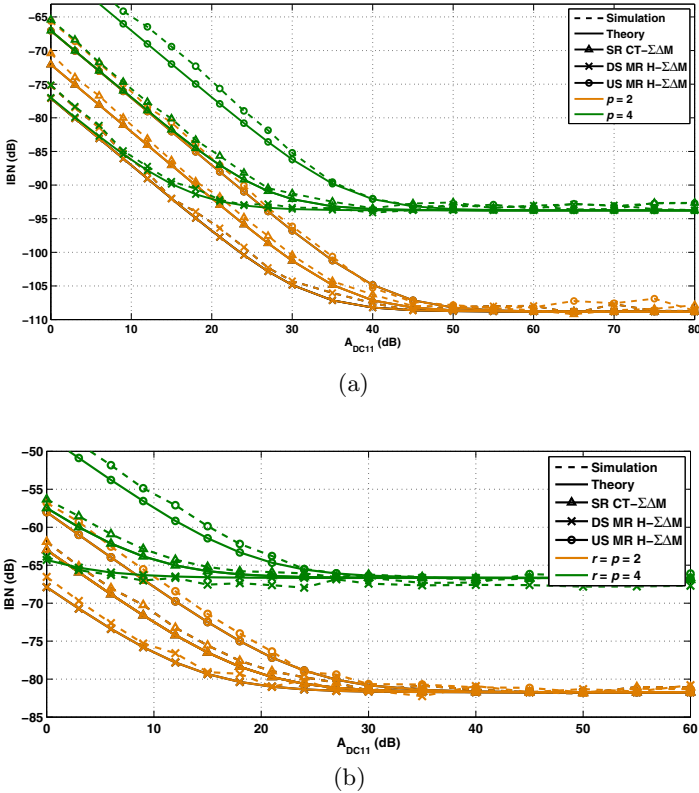 −65
−70
−75
−80
−85
−90
−95
−100
−105
−110
IBN (dB)
0
10
20
30
40
50
60
70
80
A_DC11 (dB)
Simulation
Theory
SR CT−ΣΔM
DS MR H−ΣΔM
US MR H−ΣΔM
p = 2
p = 4
(a)
−50
−55
−60
−65
−70
−75
−80
−85
IBN (dB)
0
10
20
30
40
50
60
A_DC11 (dB)
Simulation
Theory
SR CT−ΣΔM
DS MR H−ΣΔM
US MR H−ΣΔM
r = p = 2
r = p = 4
(b)